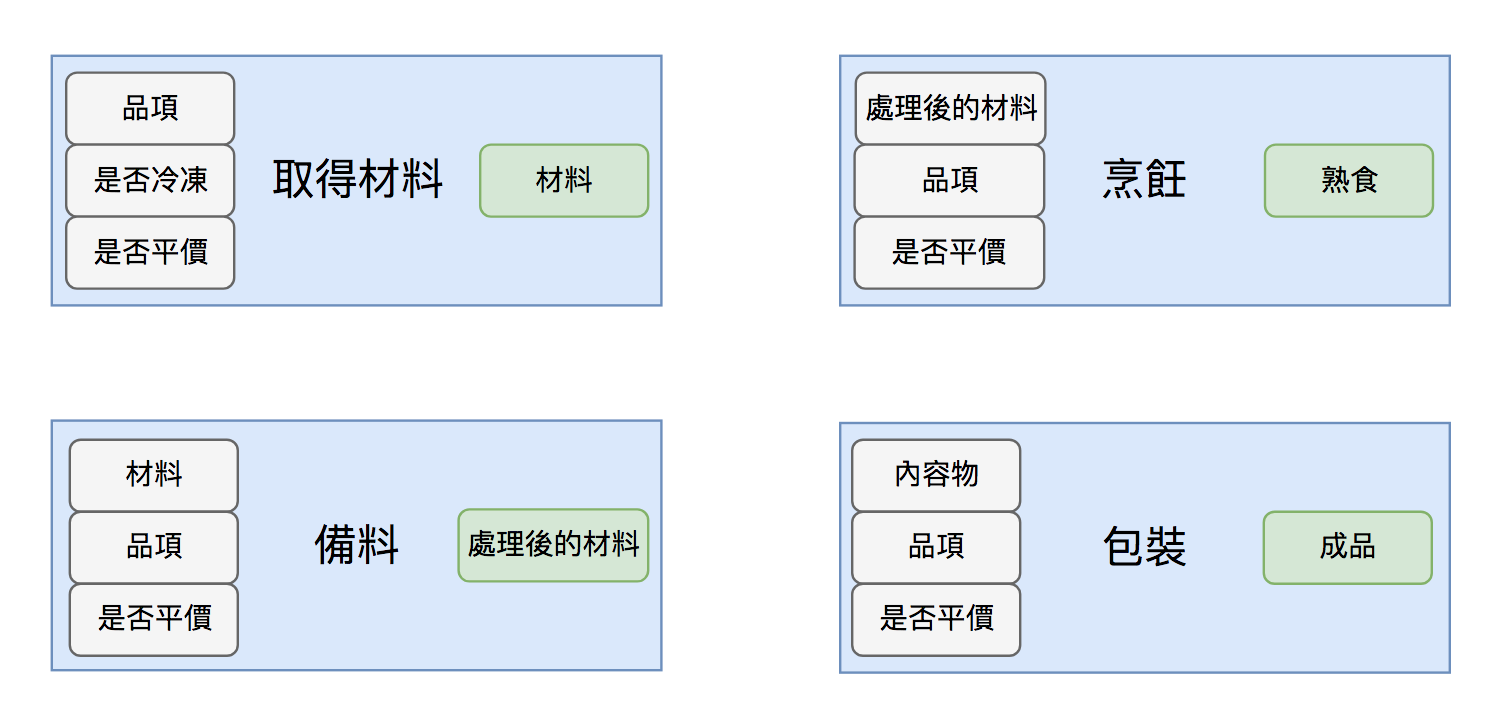 品項
是否冷凍
是否平價
取得材料
材料
處理後的材料
品項
是否平價
烹飪
熟食
材料
品項
是否平價
備料
處理後的材料
內容物
品項
是否平價
包裝
成品